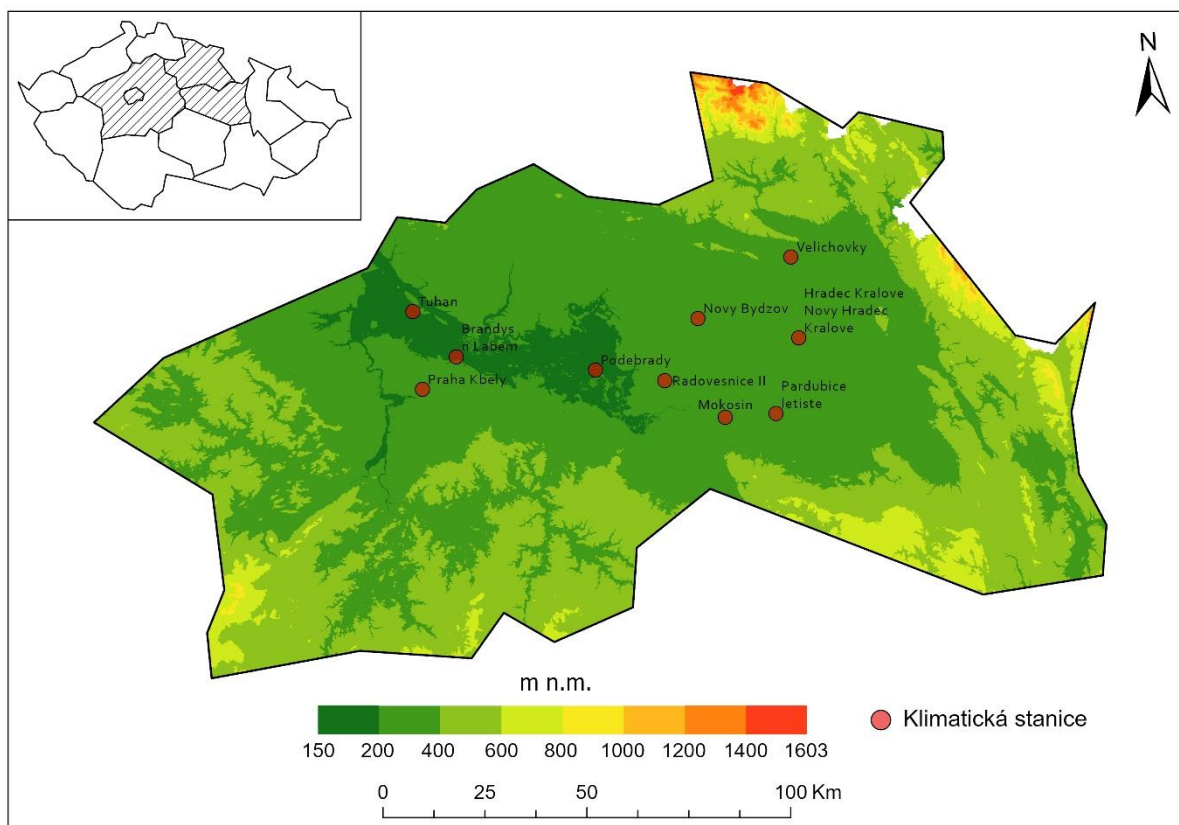 N
Velichovky
Hradec Kralove
Novy Hradec
Kralove
Tuhan
Novy Bydzov
Brandys
n Labem
Podebrady
Praha Kbely
Radovesnice II
Pardubice
letiste
Mokosin
m n.m.
150 200 400 600 800 1000 1200 1400 1603
Klimatická stanice
0 25 50 100 Km